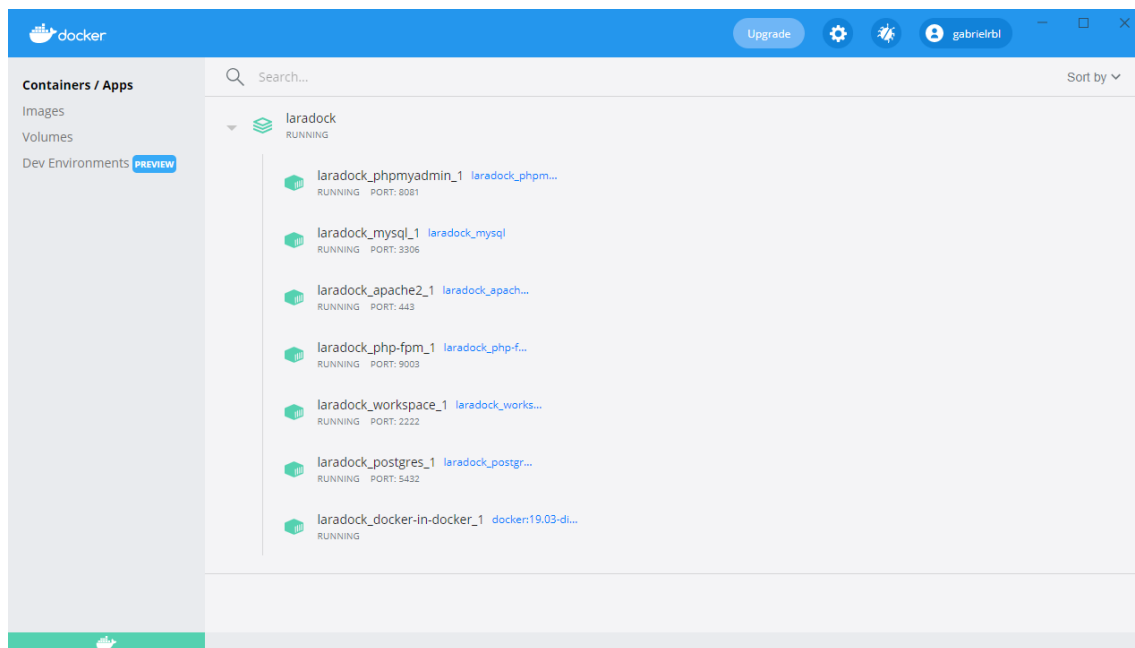 docker
Upgrade
gabrielrbl
Containers / Apps
Images
Volumes
Dev Environments PREVIEW
Search...
Sort by
laradock
RUNNING
laradock_phpmyadmin_1 laradock_phpm...
RUNNING PORT: 8081
laradock_mysql_1 laradock_mysql
RUNNING PORT: 3306
laradock_apache2_1 laradock_apach...
RUNNING PORT: 443
laradock_php-fpm_1 laradock_php-f...
RUNNING PORT: 9003
laradock_workspace_1 laradock_works...
RUNNING PORT: 2222
laradock_postgres_1 laradock_postgr...
RUNNING PORT: 5432
laradock_docker-in-docker_1 docker:19.03-di...
RUNNING